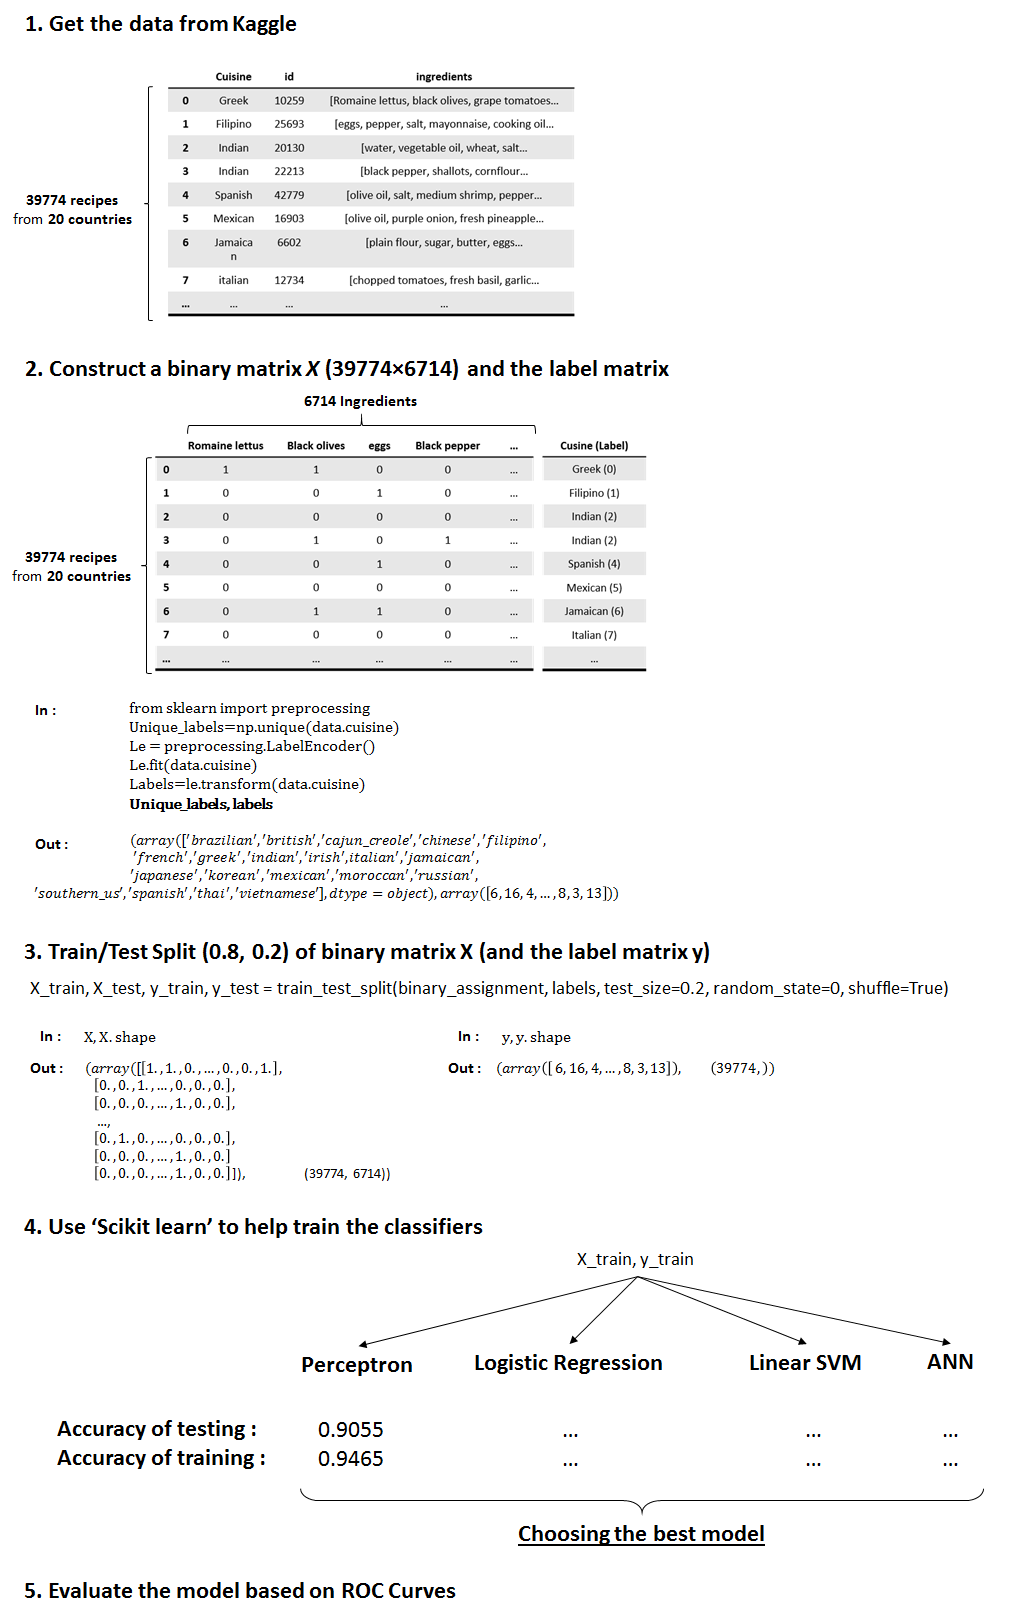 1. Get the data from Kaggle
Cuisine id ingredients
0 Greek 10259 [Romaine lettuce, black olives, grape tomatoes...
1 Filipino 25693 [eggs, pepper, salt, mayonnaise, cooking oil...
2 Indian 20130 [water, vegetable oil, wheat, salt...
3 Indian 22213 [black pepper, shallots, cornflour...
4 Spanish 42779 [olive oil, salt, medium shrimp, pepper...
5 Mexican 16903 [olive oil, purple onion, fresh pineapple...
6 Jamaica 6602 [plain flour, sugar, butter, eggs...
n
7 italian 12734 [chopped tomatoes, fresh basil, garlic...
... ... ... ...
39774 recipes
from 20 countries
2. Construct a binary matrix X (39774×6714) and the label matrix
6714 Ingredients
Romaine lettus Black olives eggs Black pepper ... Cusine (Label)
0 1 1 0 0 ... Greek (0)
1 0 0 1 0 ... Filipino (1)
2 0 0 0 0 ... Indian (2)
3 0 1 0 1 ... Indian (2)
4 0 0 1 0 ... Spanish (4)
5 0 0 0 0 ... Mexican (5)
6 0 1 1 0 ... Jamaican (6)
7 0 0 0 0 ... Italian (7)
... ... ... ... ... ... ...
39774 recipes
from 20 countries
In : from sklearn import preprocessing
Unique_labels=np.unique(data.cuisine)
Le = preprocessing.LabelEncoder()
Le.fit(data.cuisine)
Labels=le.transform(data.cuisine)
Unique_labels, labels
Out : (array(['brazilian','british','cajun_creole','chinese','filipino',
'french','greek','indian','irish',italian','jamaican',
'japanese','korean','mexican','moroccan','russian',
'southern_us','spanish','thai','vietnamese'],dtype = object), array([6, 16, 4, ... , 8, 3, 13]))
3. Train/Test Split (0.8, 0.2) of binary matrix X (and the label matrix y)
X_train, X_test, y_train, y_test = train_test_split(binary_assignment, labels, test_size=0.2, random_state=0, shuffle=True)
In : X, X. shape
Out : (array([[1. , 1. , 0. , ... , 0. , 0. , 1. ],
[0. , 0. , 1. , ... , 0. , 0. , 0. ],
[0. , 0. , 0. , ... , 1. , 0. , 0. ],
...,
[0. , 1. , 0. , ... , 0. , 0. , 0. ],
[0. , 0. , 0. , ... , 1. , 0. , 0. ]
[0. , 0. , 0. , ... , 1. , 0. , 0. ]]), (39774, 6714))
In : y, y. shape
Out : (array([ 6, 16, 4, ... , 8, 3, 13]), (39774, ))
4. Use ‘Scikit learn’ to help train the classifiers
X_train, y_train
Perceptron Logistic Regression Linear SVM ANN
Accuracy of testing : 0.9055 ... ... ...
Accuracy of training : 0.9465 ... ... ...
Choosing the best model
5. Evaluate the model based on ROC Curves